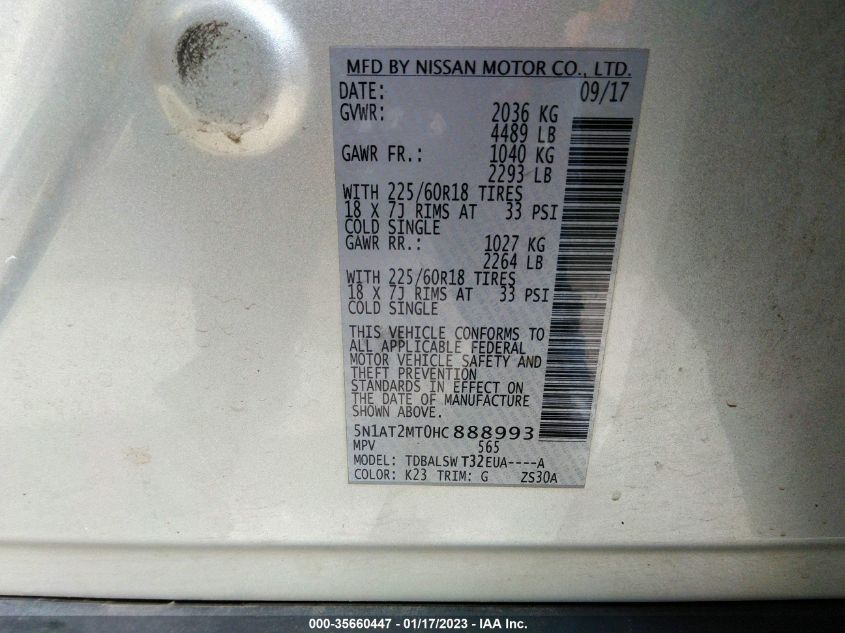 MFD BY NISSAN MOTOR CO., LTD.
DATE: 09/17
GVWR: 2036 KG
4489 LB
GAWR FR.: 1040 KG
2293 LB
WITH 225/60R18 TIRES
18 X 7J RIMS AT 33 PSI
COLD SINGLE
GAWR RR.: 1027 KG
2264 LB
WITH 225/60R18 TIRES
18 X 7J RIMS AT 33 PSI
COLD SINGLE
THIS VEHICLE CONFORMS TO
ALL APPLICABLE FEDERAL
MOTOR VEHICLE SAFETY AND
THEFT PREVENTION
STANDARDS IN EFFECT ON
THE DATE OF MANUFACTURE
SHOWN ABOVE.
5N1AT2MT0HC888993
MPV 565
MODEL: TDBALSW T32EUA----A
COLOR: K23 TRIM: G ZS30A
000-35660447 - 01/17/2023 - IAA Inc.